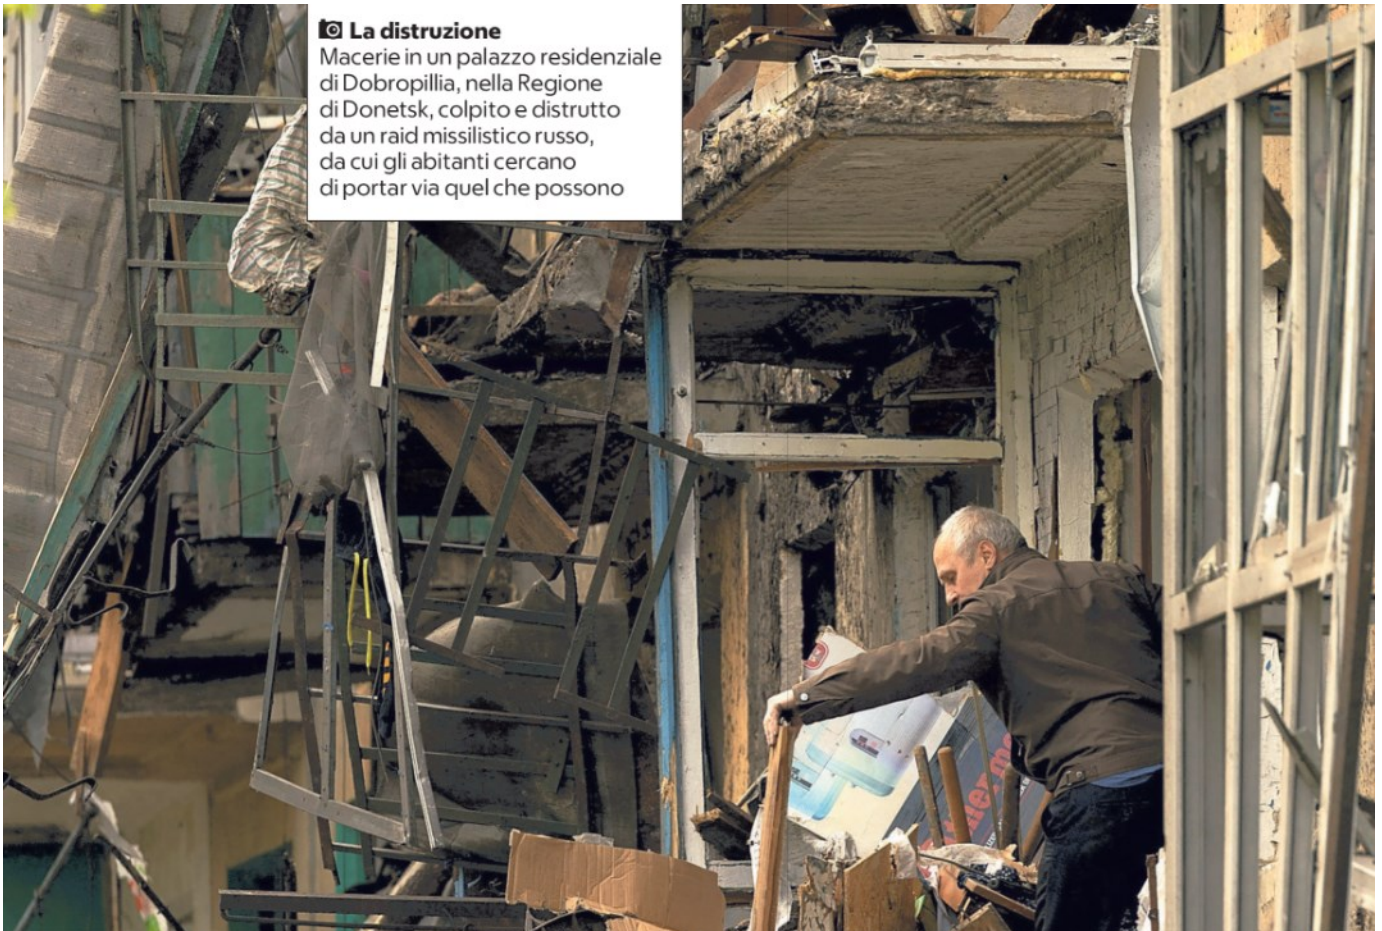 La distruzione
Macerie in un palazzo residenziale
di Dobropillia, nella Regione
di Donetsk, colpito e distrutto
da un raid missilistico russo,
da cui gli abitanti cercano
di portar via quel che possono